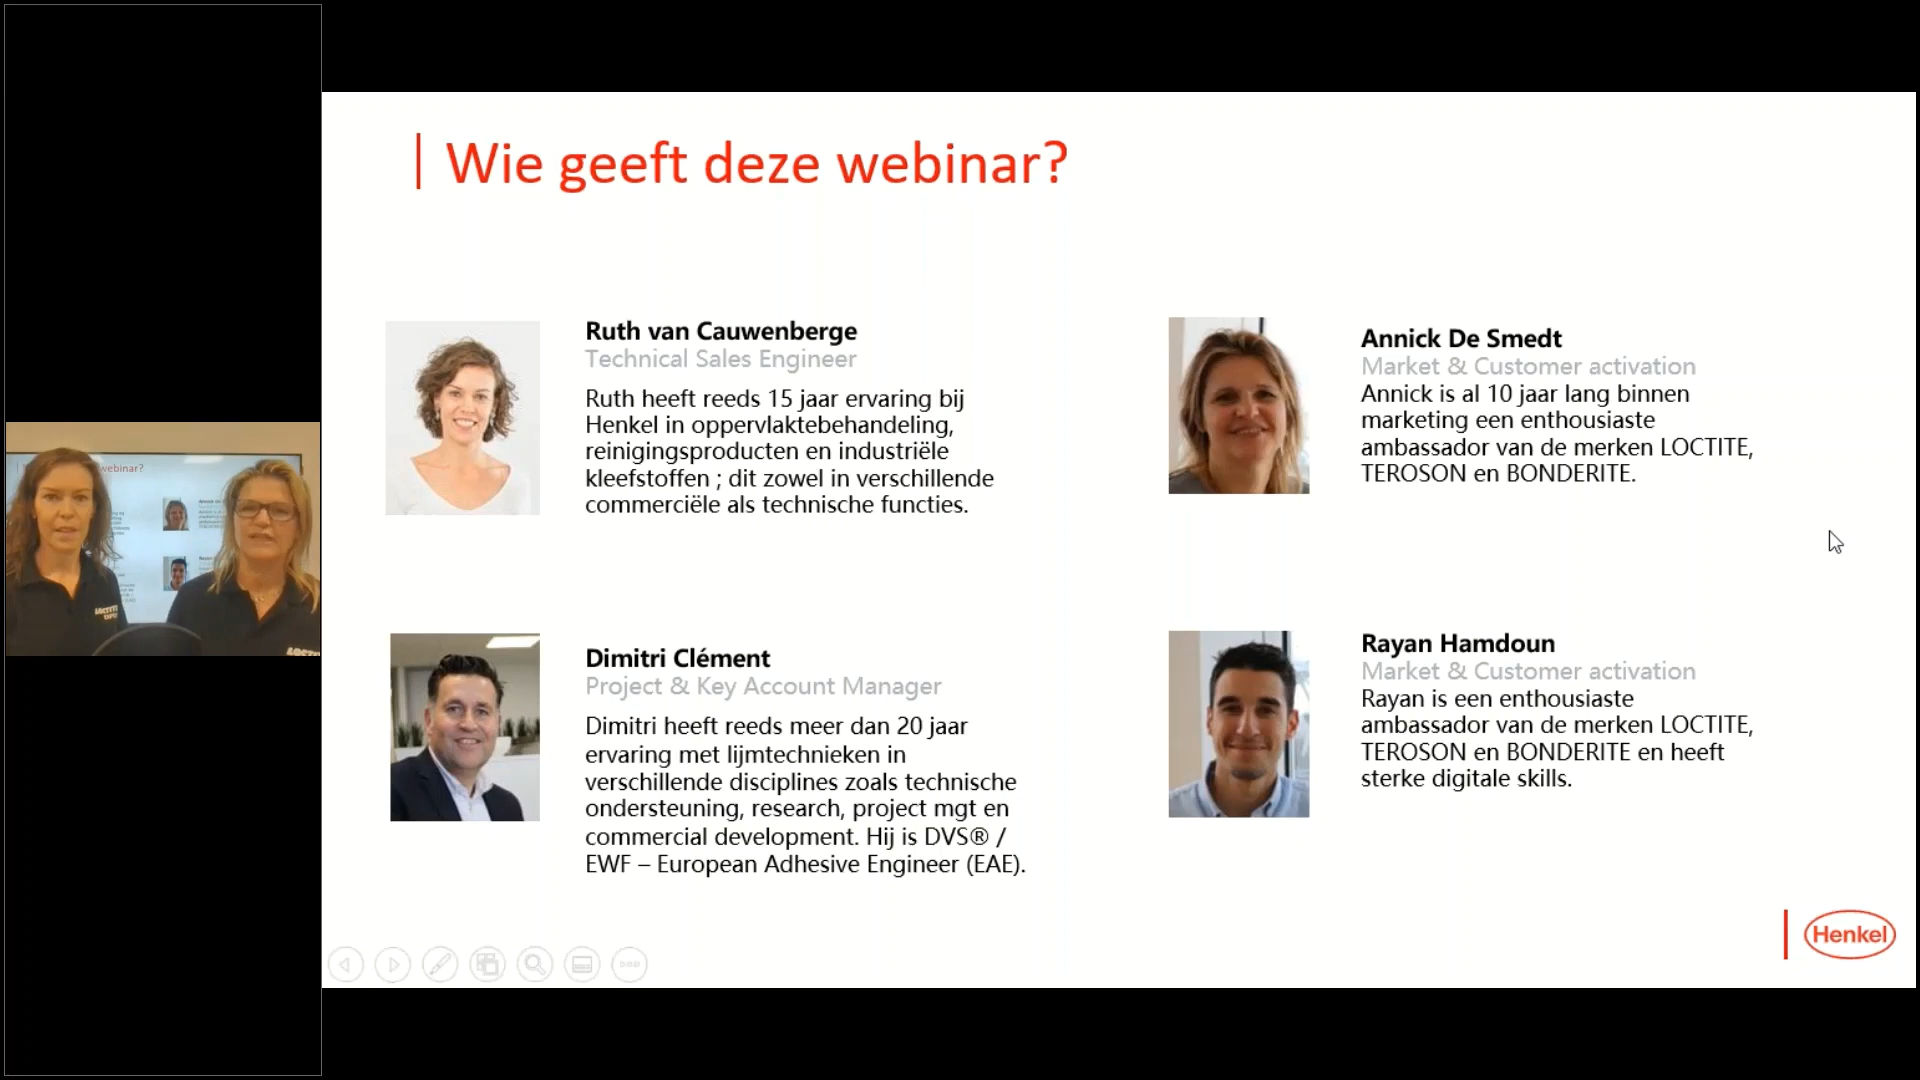 Wie geeft deze webinar?
Ruth van Cauwenberge
Technical Sales Engineer
Ruth heeft reeds 15 jaar ervaring bij
Henkel in oppervlaktebehandeling,
reinigingsproducten en industriële
kleefstoffen ; dit zowel in verschillende
commerciële als technische functies.
Annick De Smedt
Market & Customer activation
Annick is al 10 jaar lang binnen
marketing een enthousiaste
ambassador van de merken LOCTITE,
TEROSON en BONDERITE.
Dimitri Clément
Project & Key Account Manager
Dimitri heeft reeds meer dan 20 jaar
ervaring met lijmtechnieken in
verschillende disciplines zoals technische
ondersteuning, research, project mgt en
commercial development. Hij is DVS® /
EWF – European Adhesive Engineer (EAE).
Rayan Hamdoun
Market & Customer activation
Rayan is een enthousiaste
ambassador van de merken LOCTITE,
TEROSON en BONDERITE en heeft
sterke digitale skills.
Henkel
webinar?